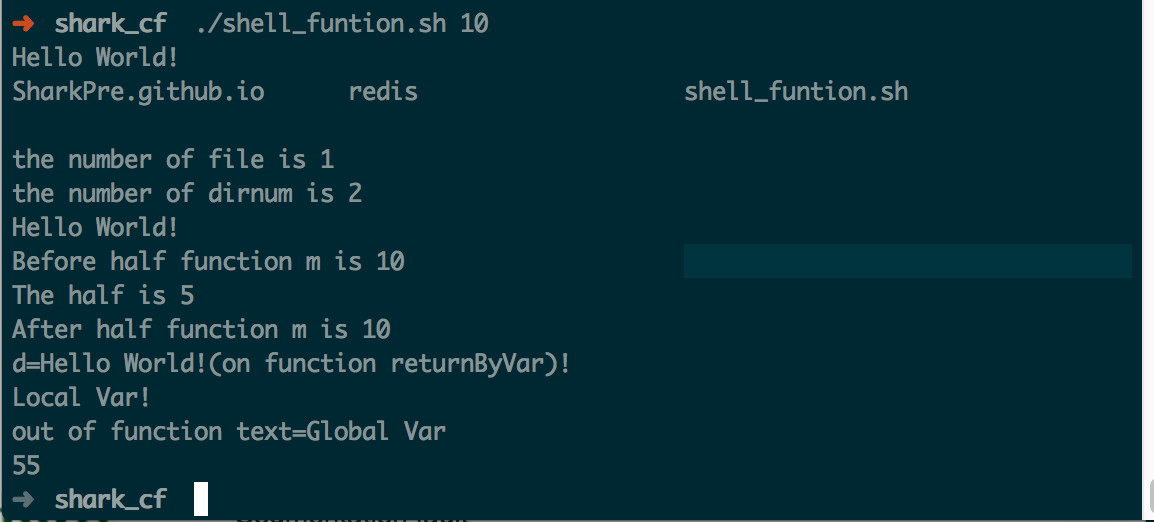 ➜ shark_cf ./shell_funtion.sh 10
Hello World!
SharkPre.github.io redis shell_funtion.sh
the number of file is 1
the number of dirnum is 2
Hello World!
Before half function m is 10
The half is 5
After half function m is 10
d=Hello World!(on function returnByVar)!
Local Var!
out of function text=Global Var
55
➜ shark_cf